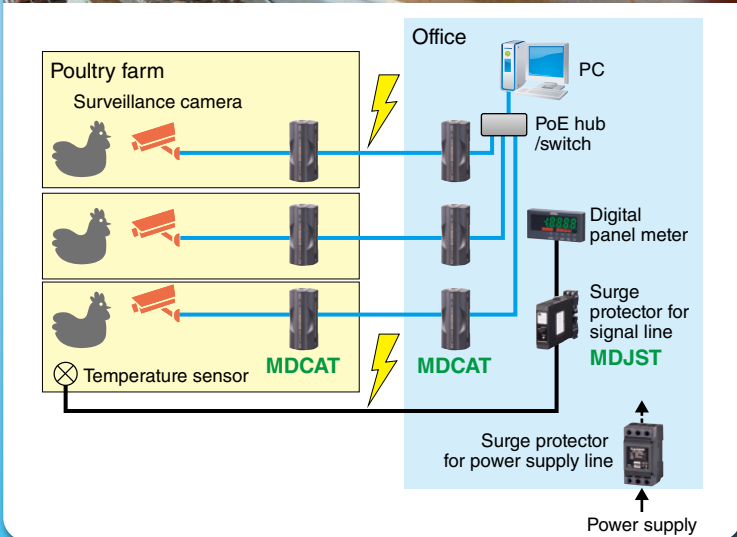 Office
Poultry farm
PC
Surveillance camera
PoE hub
/switch
Digital
panel meter
Surge
protector for
signal line
MDJST
MDCAT
MDCAT
Temperature sensor
Surge protector
for power supply line
Power supply